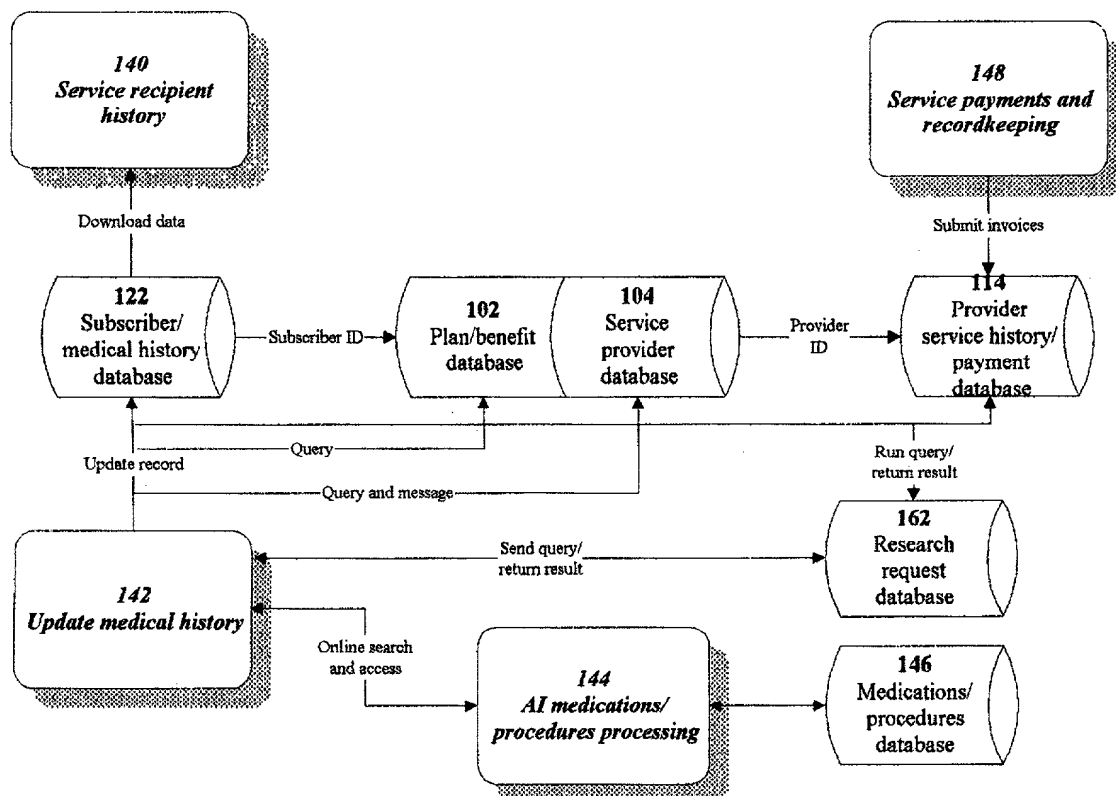 140
Service recipient
history
148
Service payments and
recordkeeping
Download data
Submit invoices
122
Subscriber/
medical history
database
Subscriber ID
102
Plan/benefit
database
104
Service
provider
database
Provider
ID
114
Provider
service history/
payment
database
Query
Update record
Run query/
return result
Query and message
162
Research
request
database
Send query/
return result
142
Update medical history
Online search
and access
144
AI medications/
procedures processing
146
Medications/
procedures
database